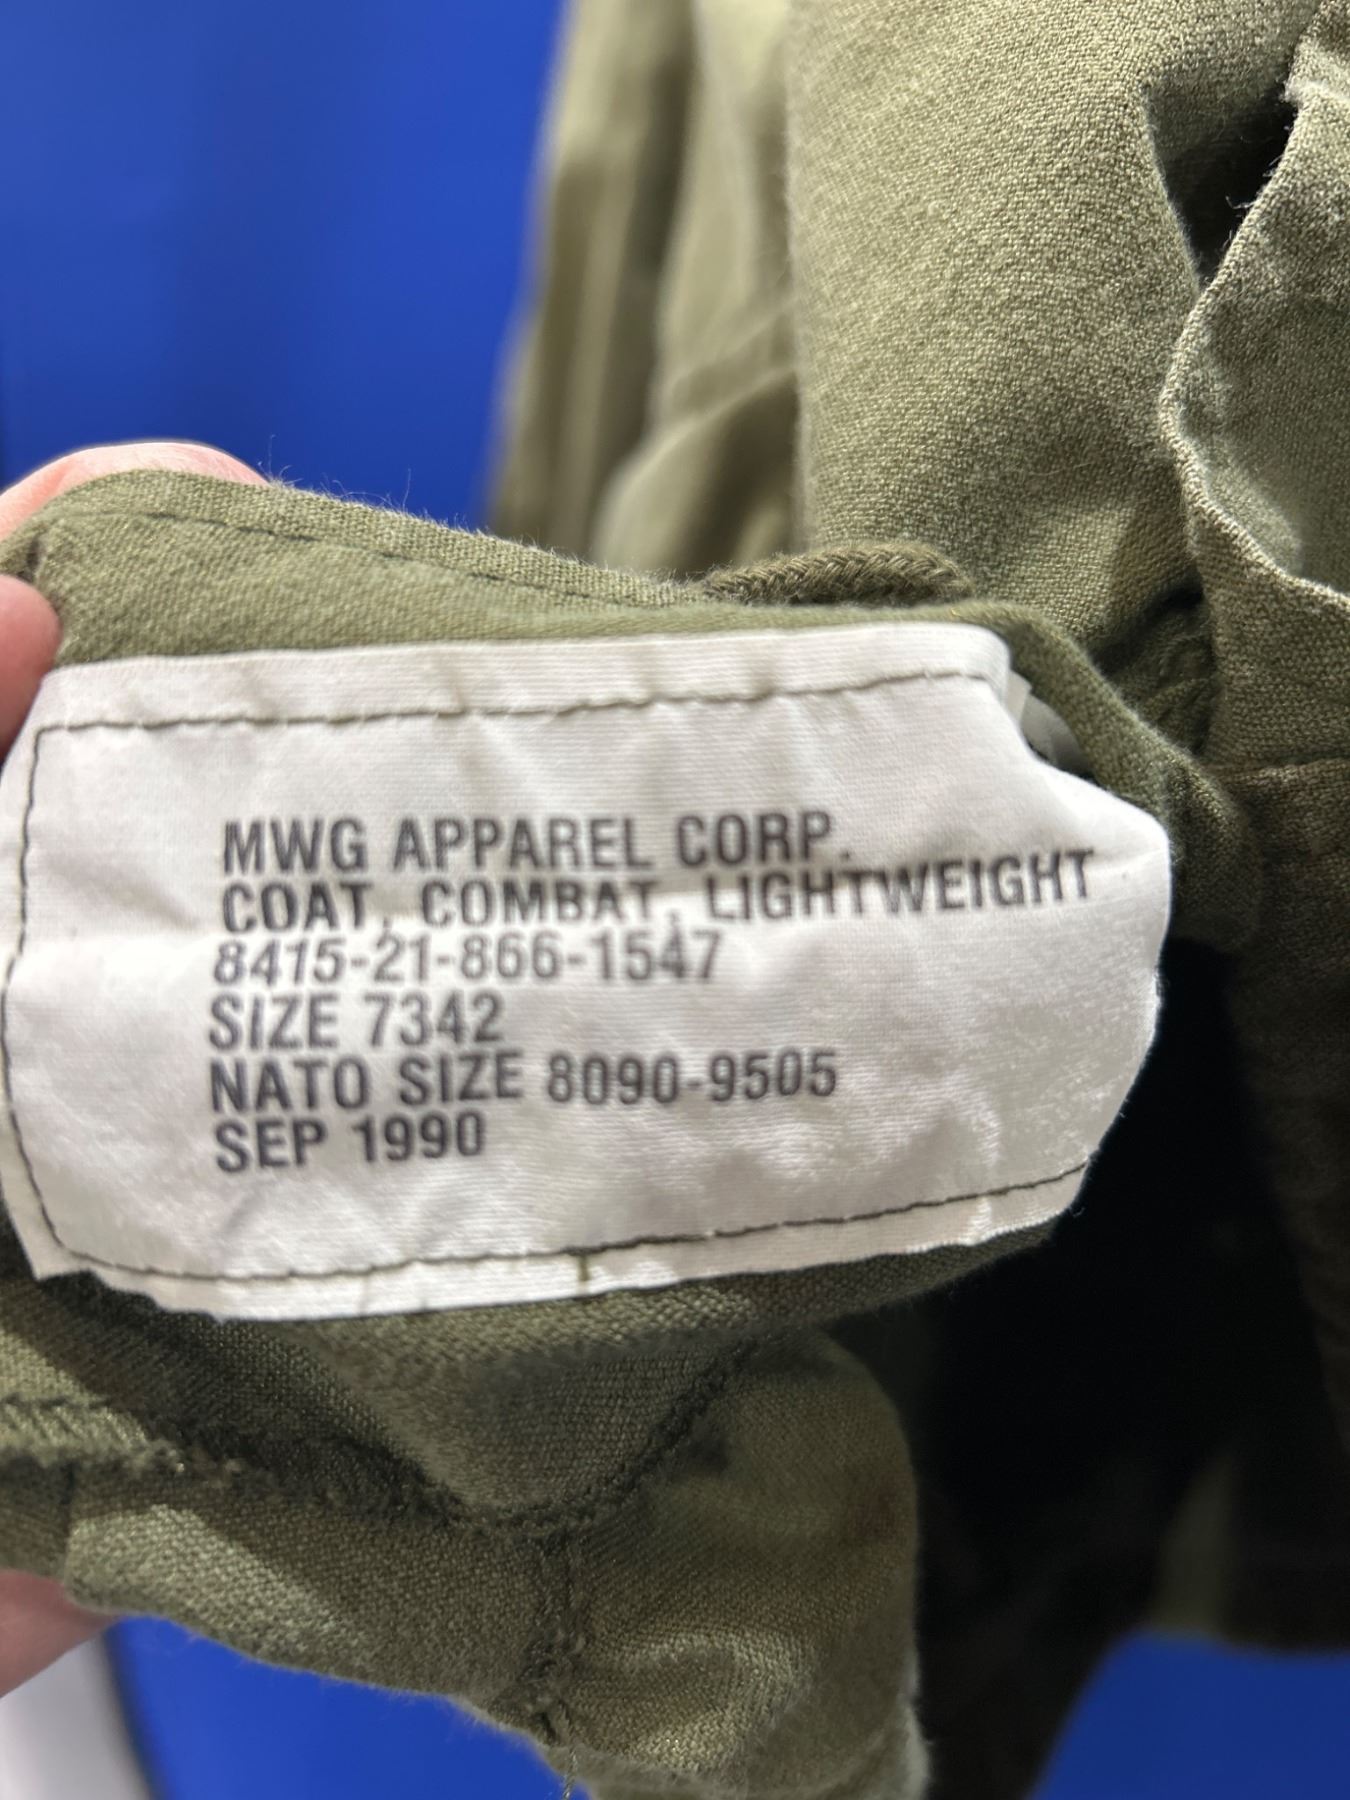 MWG APPAREL CORP.
COAT, COMBAT, LIGHTWEIGHT
8415-21-866-1547
SIZE 7342
NATO SIZE 8090-9505
SEP 1990